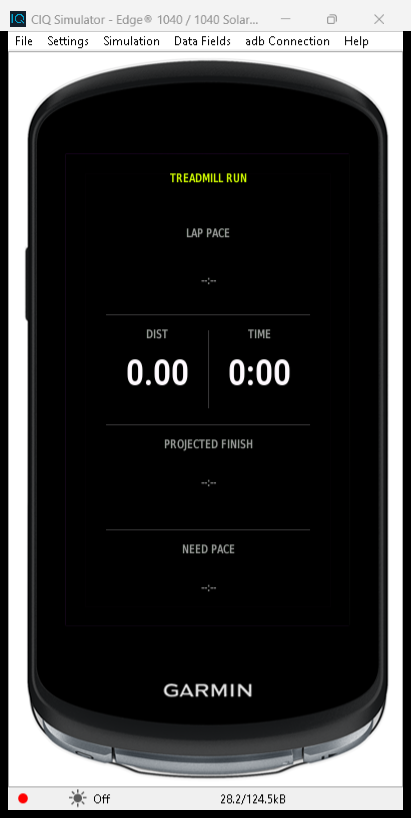 IQ CIQ Simulator - Edge® 1040 / 1040 Solar...
File Settings Simulation Data Fields adb Connection Help
TREADMILL RUN
LAP PACE
--:--
DIST TIME
0.00 0:00
PROJECTED FINISH
--:--
NEED PACE
--:--
GARMIN
Off 28.2/124.5kB